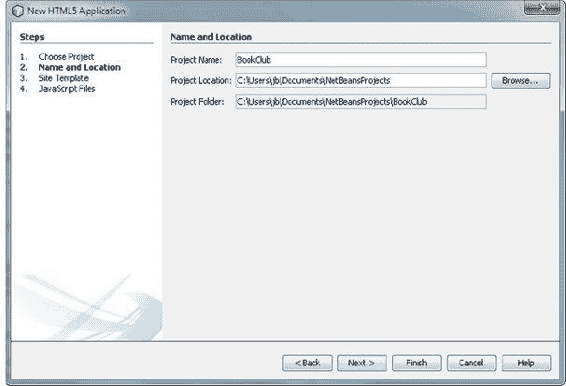 New HTML5 Application
Steps
1. Choose Project
2. Name and Location
3. Site Template
4. JavaScript Files
Name and Location
Project Name: BookClub
Project Location: C:\Users\jb\Documents\NetBeansProjects Browse...
Project Folder: C:\Users\jb\Documents\NetBeansProjects\BookClub
< Back Next > Finish Cancel Help